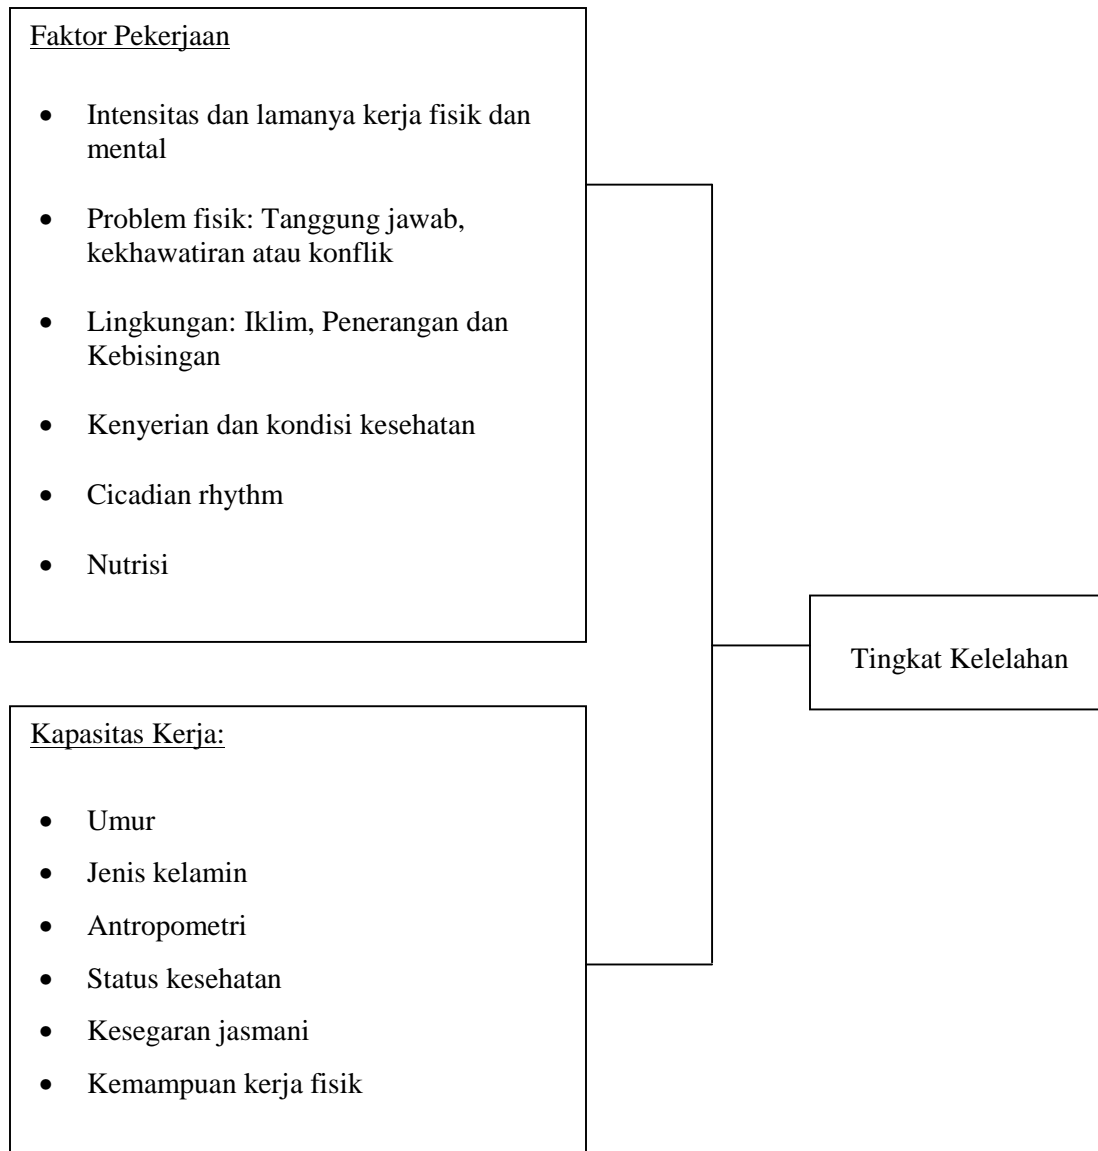 Faktor Pekerjaan
• Intensitas dan lamanya kerja fisik dan
mental
• Problem fisik: Tanggung jawab,
kekhawatiran atau konflik
• Lingkungan: Iklim, Penerangan dan
Kebisingan
• Kenyerian dan kondisi kesehatan
• Cicadian rhythm
• Nutrisi
Tingkat Kelelahan
Kapasitas Kerja:
• Umur
• Jenis kelamin
• Antropometri
• Status kesehatan
• Kesegaran jasmani
• Kemampuan kerja fisik